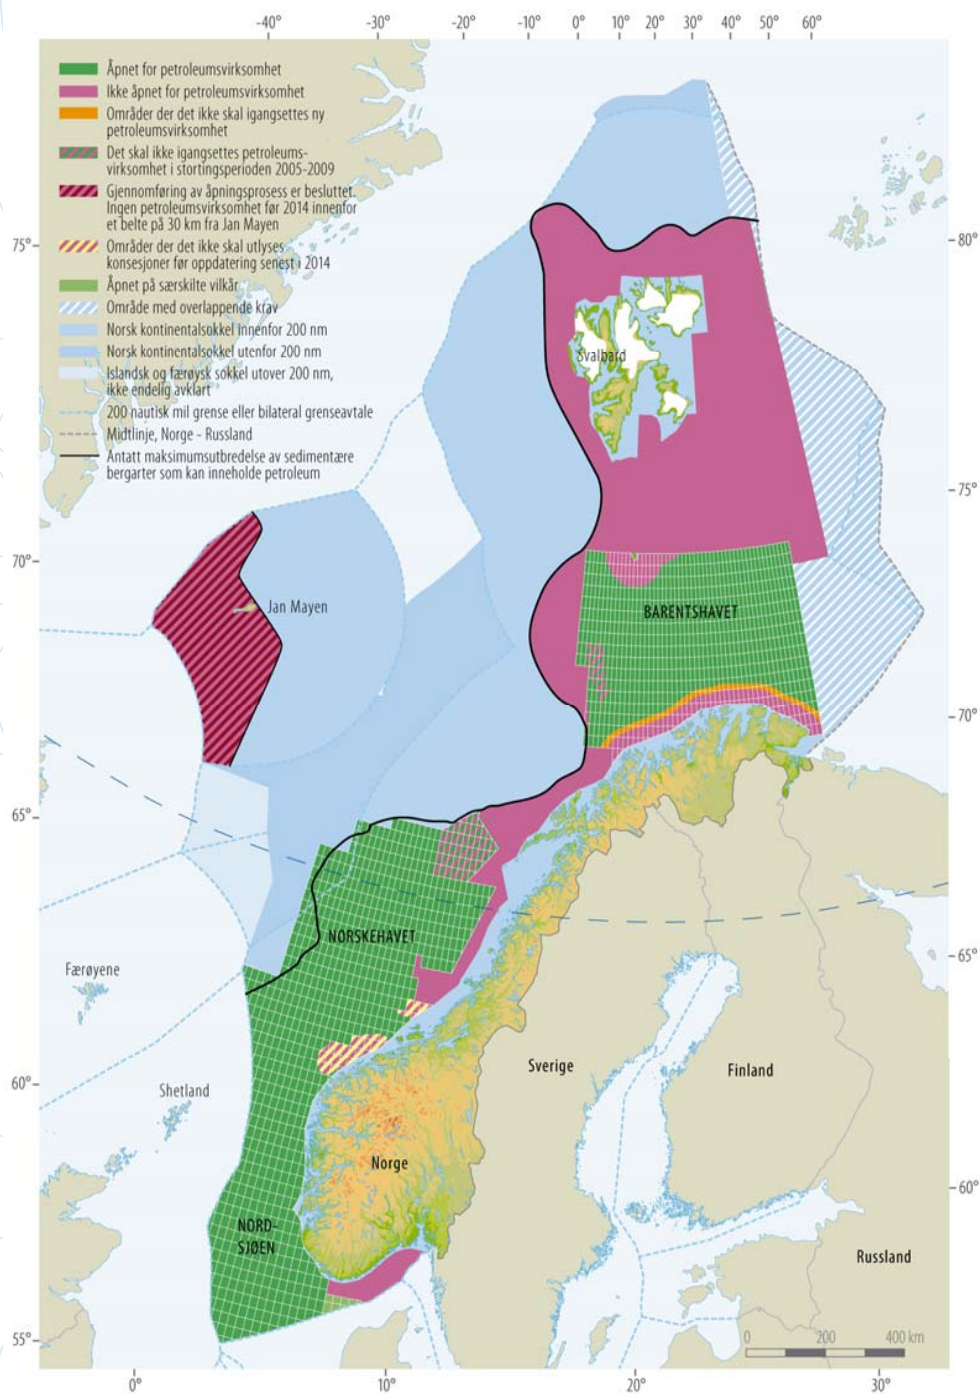 -40°
-30°
-20°
-10°
0°
10°
20°
30°
40°
50°
60°
Åpnet for petroleumsvirksomhet
Ikke åpnet for petroleumsvirksomhet
Områder der det ikke skal igangsettes ny
petroleumsvirksomhet
Det skal ikke igangsettes petroleums-
virksomhet i stortingsperioden 2005-2009
Gjennomføring av åpningsprosess er besluttet.
Ingen petroleumsvirksomhet før 2014 innenfor
et belte på 30 km fra Jan Mayen
Områder der det ikke skal utlyses
konsesjoner før oppdatering senest i 2014
Åpnet på særskilte vilkår
Område med overlappende krav
Norsk kontinentalsokkel innenfor 200 nm
Norsk kontinentalsokkel utenfor 200 nm
Islandsk og færøysk sokkel utover 200 nm,
ikke endelig avklart
200 nautisk mil grense eller bilateral grenseavtale
Midtlinje, Norge - Russland
Antatt maksimumsutbredelse av sedimentære
bergarter som kan inneholde petroleum
75°
80°
Svalbard
75°
70°
Jan Mayen
BARENTSHAVET
70°
65°
NORSKEHAVET
65°
Færøyene
60°
Shetland
Sverige
Finland
Norge
60°
NORD-
SJØEN
Russland
55°
0
200
400 km
0°
10°
20°
30°